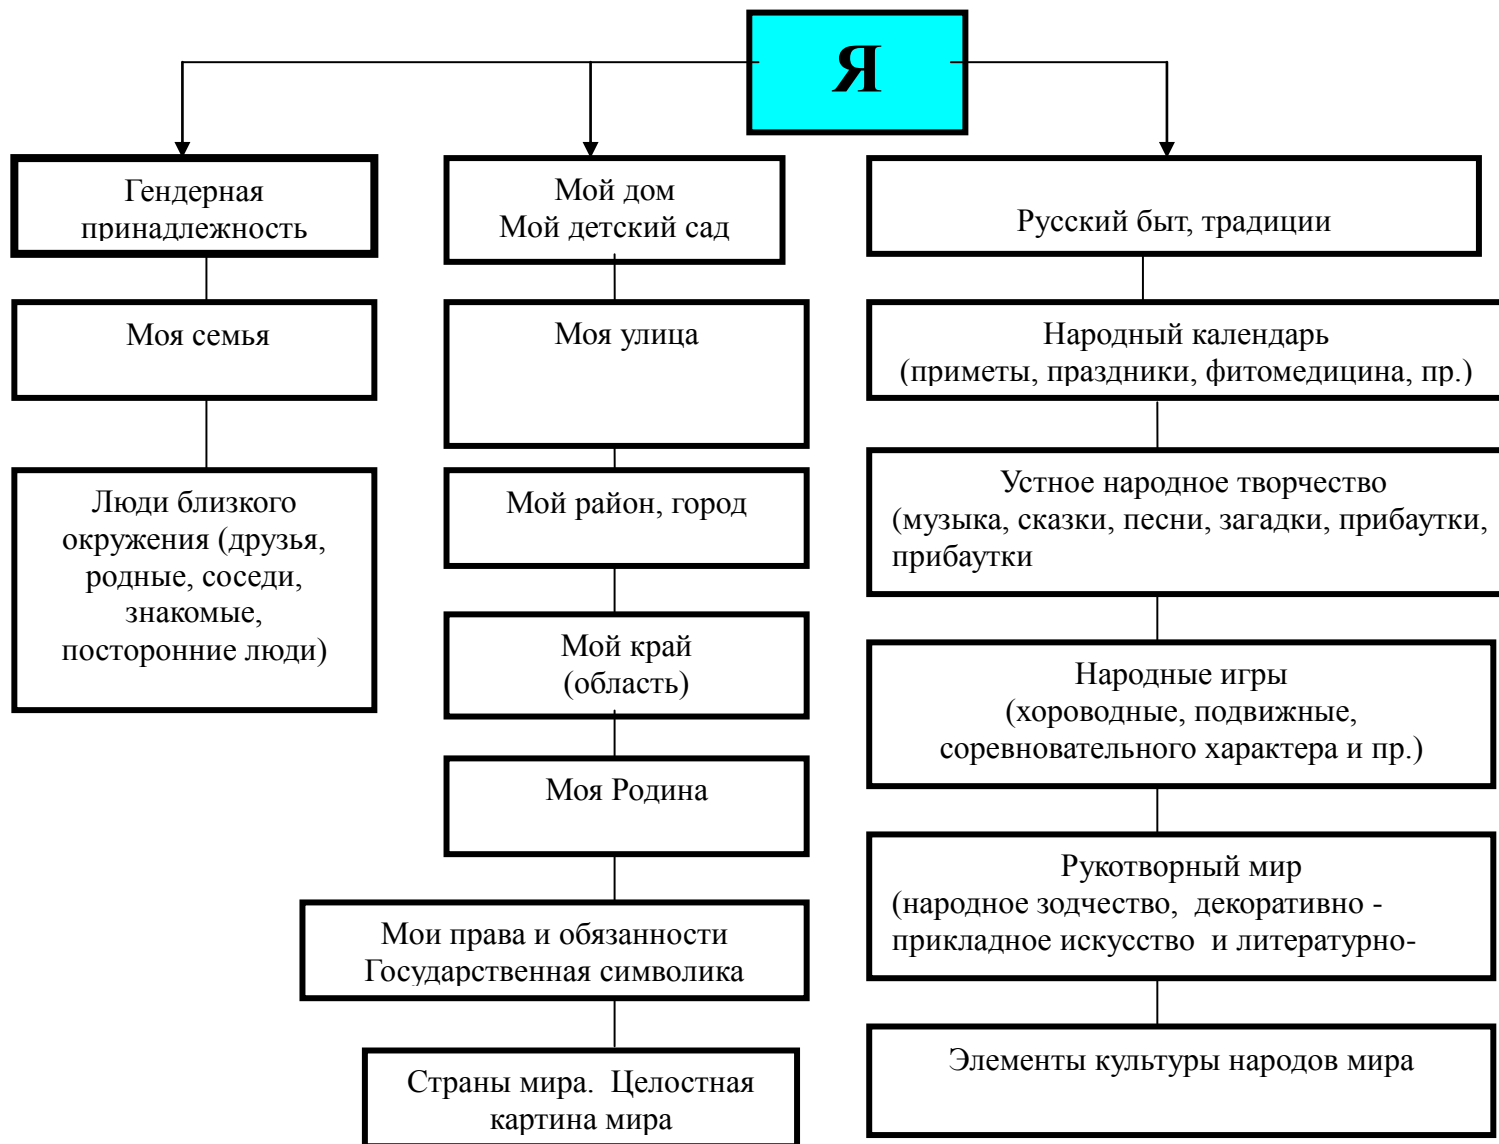 Я
Гендерная
принадлежность
Моя семья
Люди близкого
окружения (друзья,
родные, соседи,
знакомые,
посторонние люди)
Мой дом
Мой детский сад
Моя улица
Мой район, город
Мой край
(область)
Моя Родина
Мои права и обязанности
Государственная символика
Страны мира.  Целостная
картина мира
Русский быт, традиции
Народный календарь
(приметы, праздники, фитомедицина, пр.)
Устное народное творчество
(музыка, сказки, песни, загадки, прибаутки,
прибаутки
Народные игры
(хороводные, подвижные,
соревновательного характера и пр.)
Рукотворный мир
(народное зодчество,  декоративно -
прикладное искусство  и литературно-
Элементы культуры народов мира